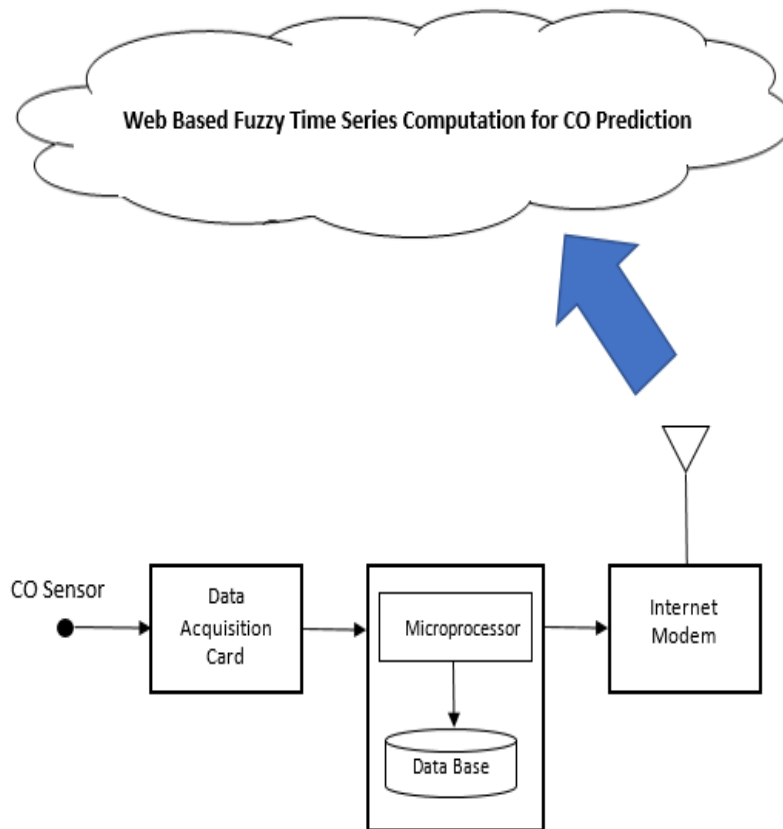 Web Based Fuzzy Time Series Computation for CO Prediction
CO Sensor
Data
Acquisition
Card
Microprocessor
Data Base
Internet
Modem